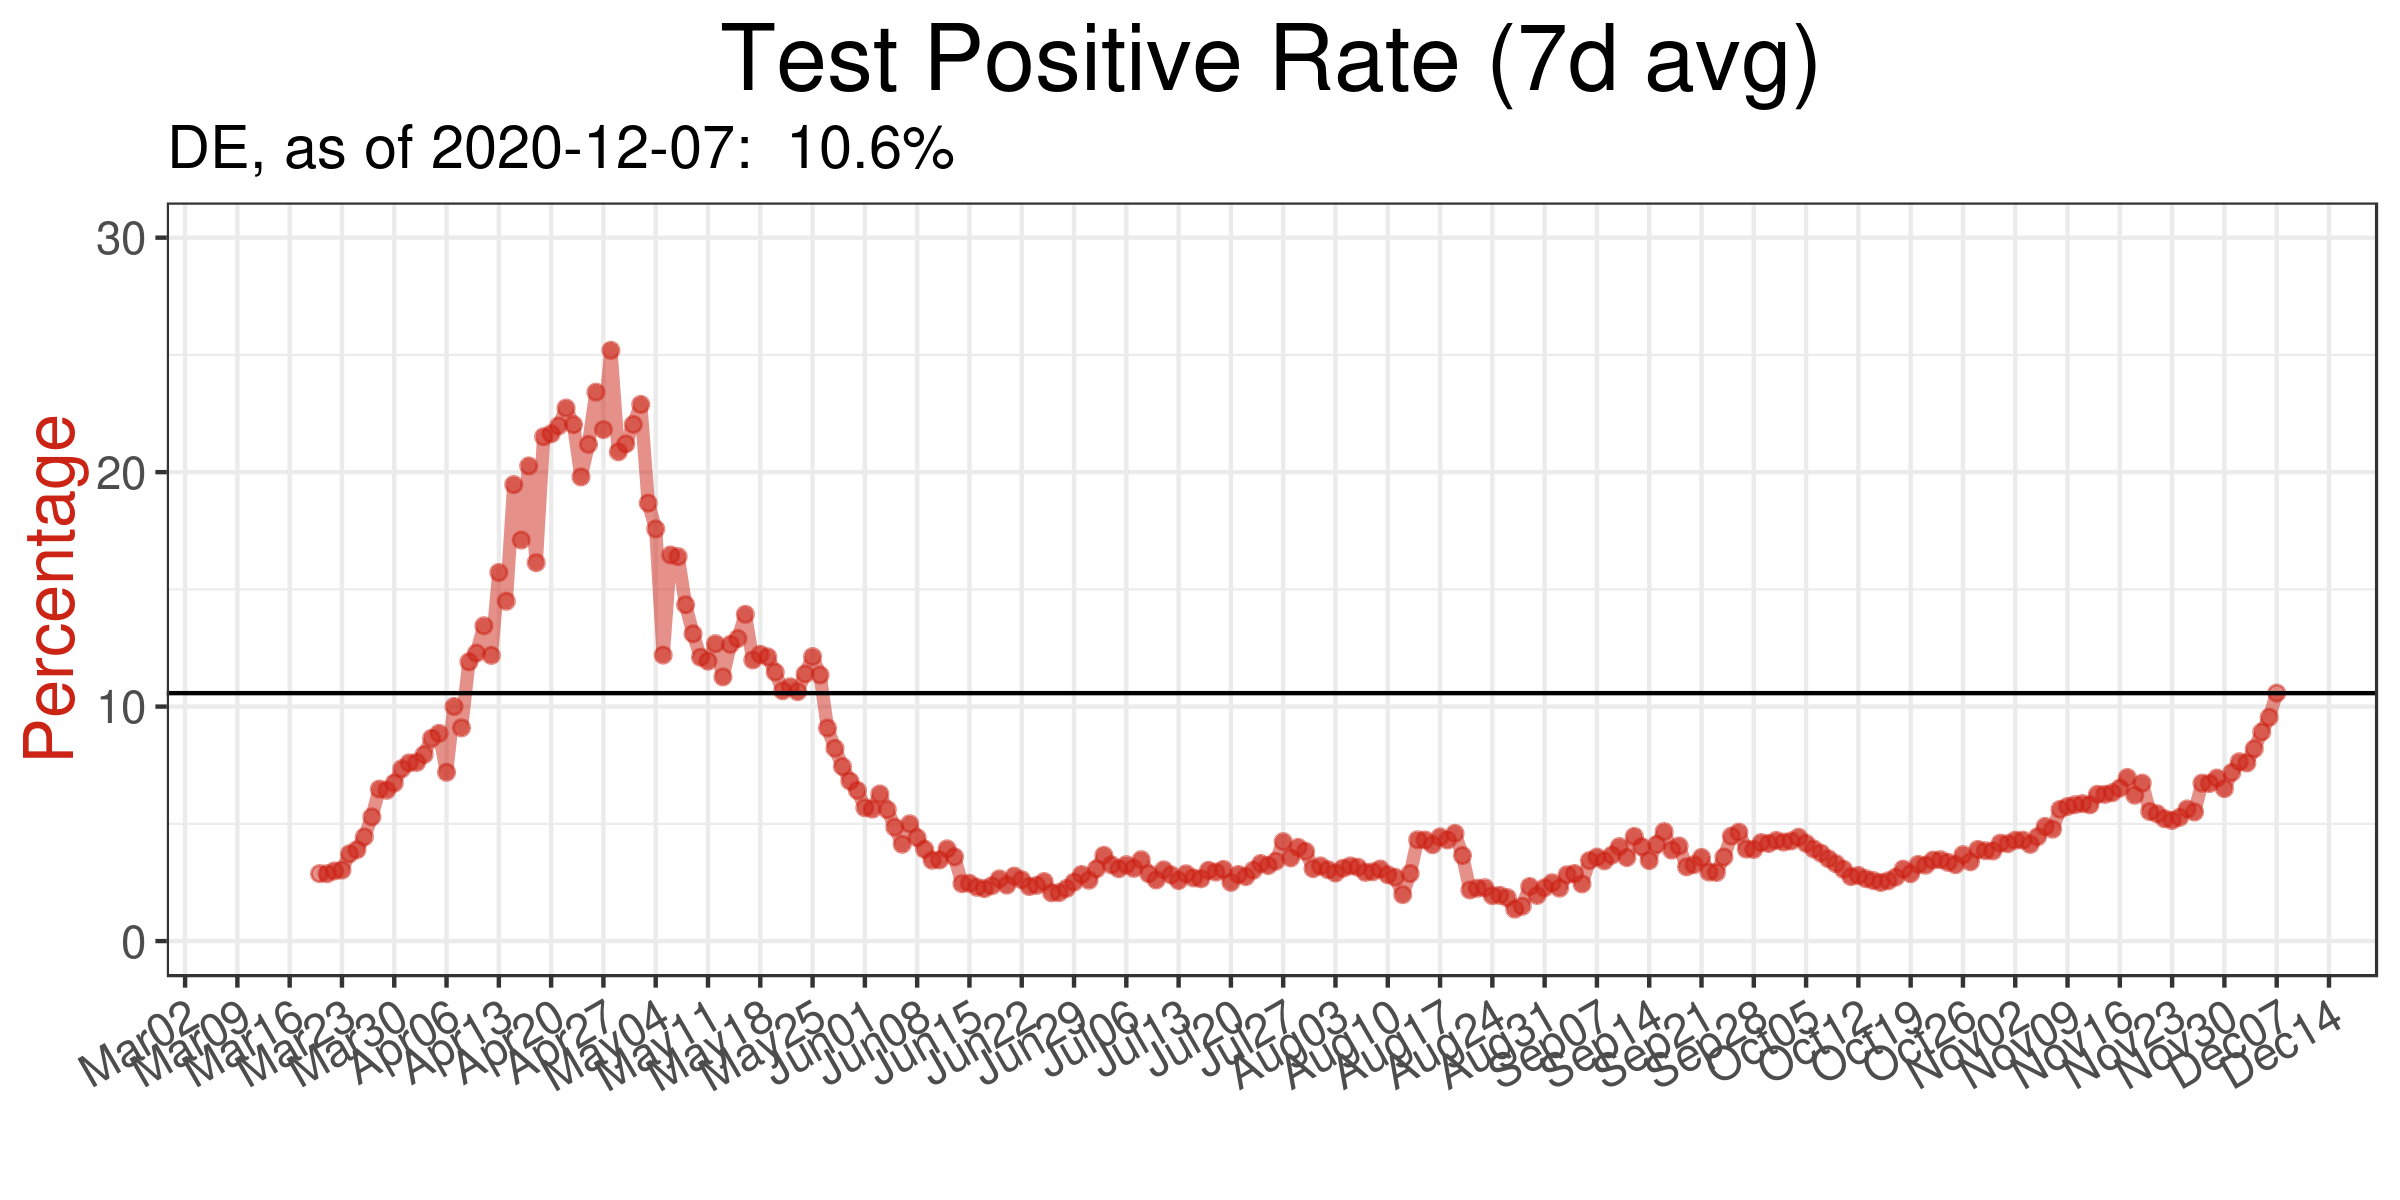 Test Positive Rate (7d avg)
DE, as of 2020-12-07:  10.6%
Percentage
30
20
10
0
Mar02
Mar09
Mar16
Mar23
Mar30
Apr06
Apr13
Apr20
Apr27
May04
May11
May18
May25
Jun01
Jun08
Jun15
Jun22
Jun29
Jul06
Jul13
Jul20
Jul27
Aug03
Aug10
Aug17
Aug24
Aug31
Sep07
Sep14
Sep21
Sep28
Oct05
Oct12
Oct19
Oct26
Nov02
Nov09
Nov16
Nov23
Nov30
Dec07
Dec14